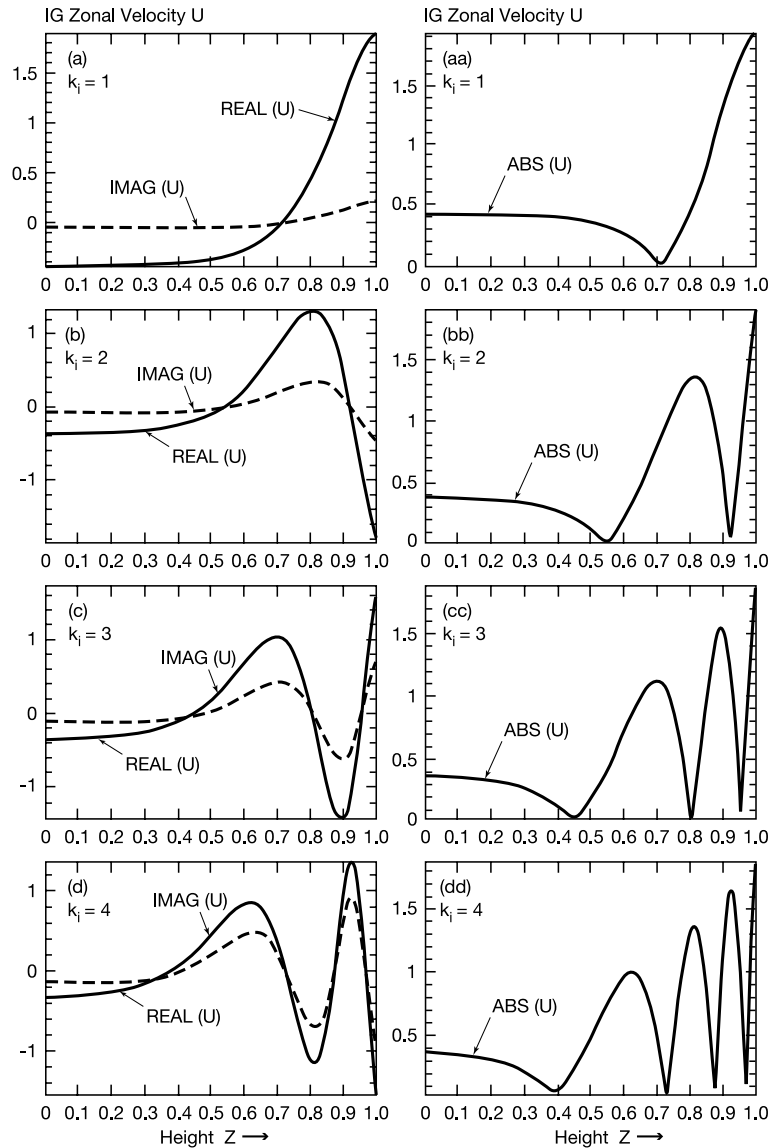 IG Zonal Velocity U
(a)
k_i = 1
REAL (U)
IMAG (U)
1.5
1
0.5
0
0 0.1 0.2 0.3 0.4 0.5 0.6 0.7 0.8 0.9 1.0
IG Zonal Velocity U
(aa)
k_i = 1
ABS (U)
1.5
1.0
0.5
0
0 0.1 0.2 0.3 0.4 0.5 0.6 0.7 0.8 0.9 1.0
(b)
k_i = 2
IMAG (U)
REAL (U)
1
0
-1
0 0.1 0.2 0.3 0.4 0.5 0.6 0.7 0.8 0.9 1.0
(bb)
k_i = 2
ABS (U)
1.5
1.0
0.5
0
0 0.1 0.2 0.3 0.4 0.5 0.6 0.7 0.8 0.9 1.0
(c)
k_i = 3
IMAG (U)
REAL (U)
1
0
-1
0 0.1 0.2 0.3 0.4 0.5 0.6 0.7 0.8 0.9 1.0
(cc)
k_i = 3
ABS (U)
1.5
1.0
0.5
0
0 0.1 0.2 0.3 0.4 0.5 0.6 0.7 0.8 0.9 1.0
(d)
k_i = 4
IMAG (U)
REAL (U)
1
0
-1
0 0.1 0.2 0.3 0.4 0.5 0.6 0.7 0.8 0.9 1.0
Height Z →
(dd)
k_i = 4
ABS (U)
1.5
1.0
0.5
0 0.1 0.2 0.3 0.4 0.5 0.6 0.7 0.8 0.9 1.0
Height Z →